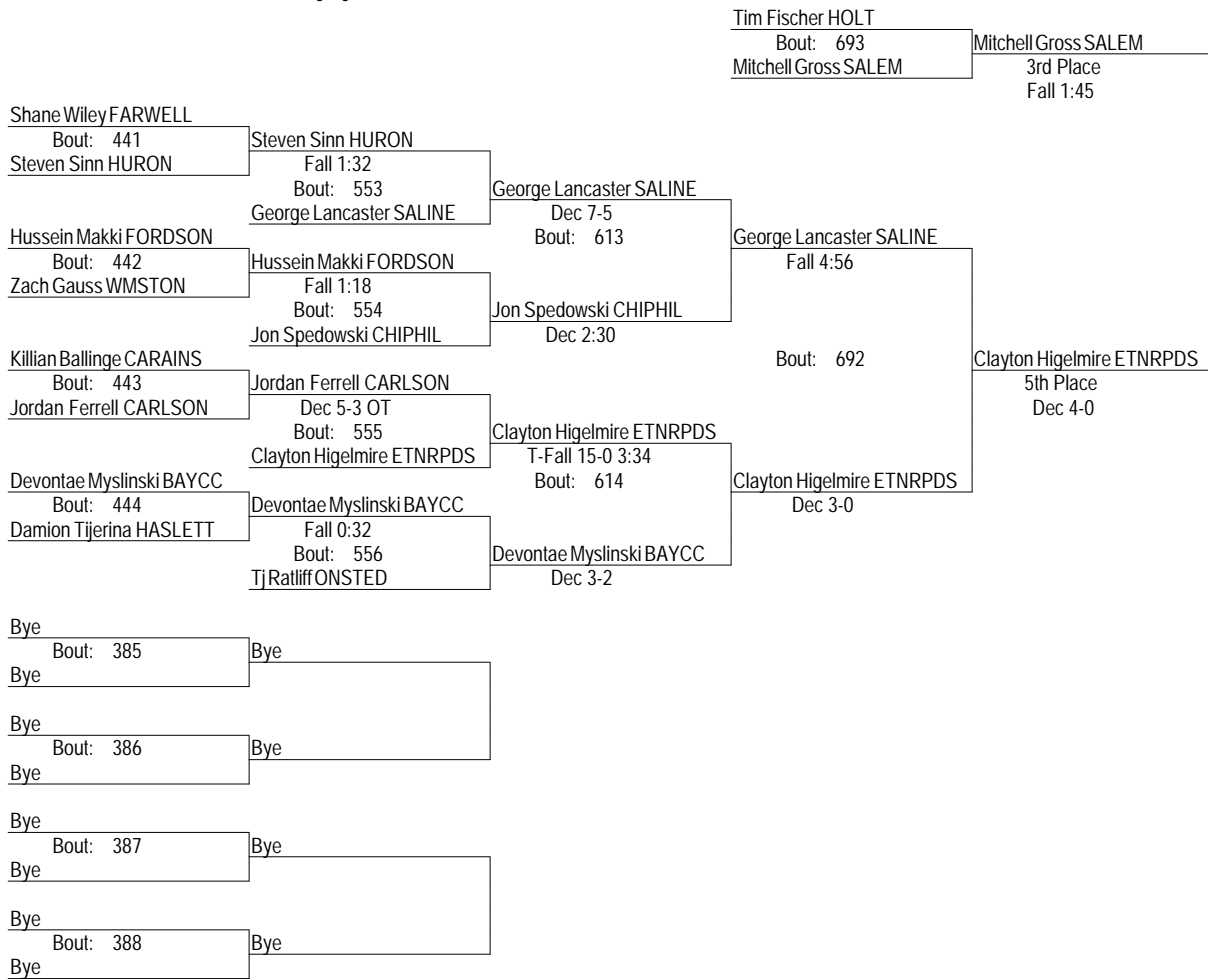 Tim Fischer HOLT
Bout: 693
Mitchell Gross SALEM
Mitchell Gross SALEM
3rd Place
Fall 1:45
Shane Wiley FARWELL
Bout: 441
Steven Sinn HURON
Steven Sinn HURON
Fall 1:32
Bout: 553
George Lancaster SALINE
George Lancaster SALINE
Dec 7-5
Bout: 613
Hussein Makki FORDSON
Bout: 442
Zach Gauss WMSTON
Hussein Makki FORDSON
Fall 1:18
Bout: 554
Jon Spedowski CHIPHIL
Jon Spedowski CHIPHIL
Dec 2:30
George Lancaster SALINE
Fall 4:56
Bout: 692
Killian Ballinge CARAINS
Bout: 443
Jordan Ferrell CARLSON
Jordan Ferrell CARLSON
Dec 5-3 OT
Bout: 555
Clayton Higelmire ETNRPDS
Clayton Higelmire ETNRPDS
T-Fall 15-0 3:34
Bout: 614
Devontae Myslinski BAYCC
Bout: 444
Damion Tijerina HASLETT
Devontae Myslinski BAYCC
Fall 0:32
Bout: 556
Tj Ratliff ONSTED
Devontae Myslinski BAYCC
Dec 3-2
Clayton Higelmire ETNRPDS
Dec 3-0
Clayton Higelmire ETNRPDS
5th Place
Dec 4-0
Bye
Bout: 385
Bye
Bye
Bye
Bout: 386
Bye
Bye
Bye
Bout: 387
Bye
Bye
Bye
Bout: 388
Bye
Bye